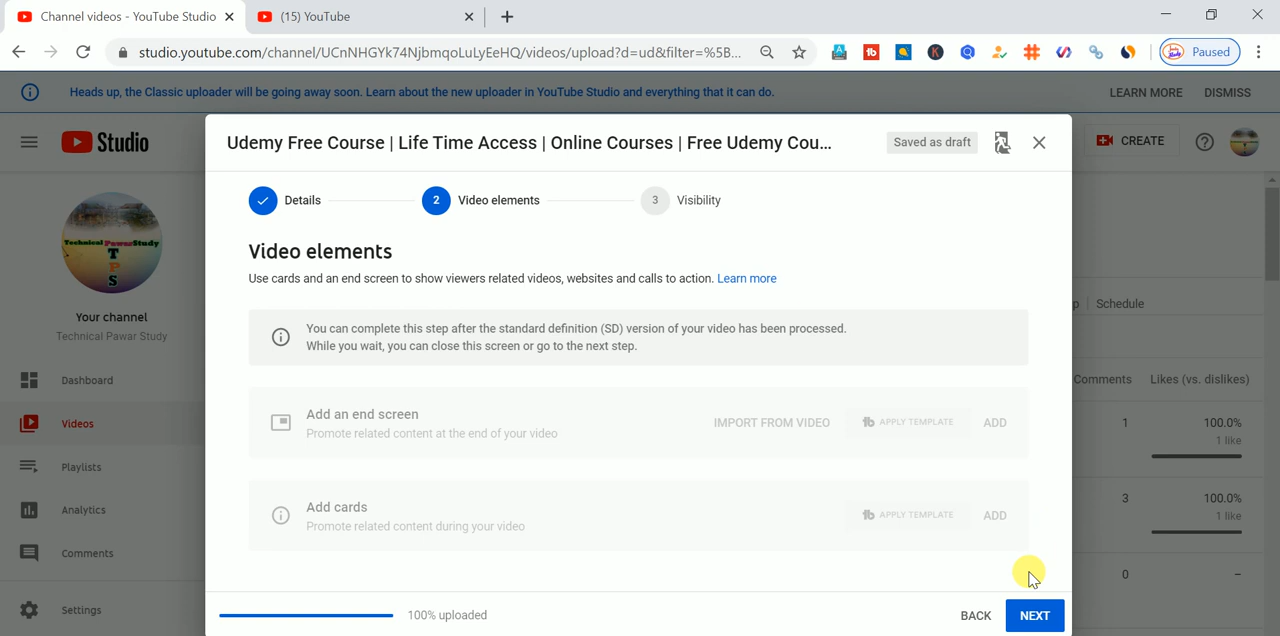 Channel videos - YouTube Studio
(15) YouTube
studio.youtube.com/channel/UCnNHGYk74NjbmqoLuLyEeHQ/videos/upload?d=ud&filter=%5B...
Paused
Heads up, the Classic uploader will be going away soon. Learn about the new uploader in YouTube Studio and everything that it can do.
LEARN MORE
DISMISS
Studio
CREATE
Udemy Free Course | Life Time Access | Online Courses | Free Udemy Cou...
Saved as draft
Details
2 Video elements
3 Visibility
Video elements
Use cards and an end screen to show viewers related videos, websites and calls to action. Learn more
You can complete this step after the standard definition (SD) version of your video has been processed.
While you wait, you can close this screen or go to the next step.
Add an end screen
Promote related content at the end of your video
IMPORT FROM VIDEO
tb APPLY TEMPLATE
ADD
Add cards
Promote related content during your video
tb APPLY TEMPLATE
ADD
100% uploaded
BACK
NEXT
Technical PawarStudy
T
P
S
Your channel
Technical Pawar Study
Dashboard
Videos
Playlists
Analytics
Comments
Settings
p
Schedule
Comments
Likes (vs. dislikes)
1
100.0%
1 like
3
100.0%
1 like
0
–